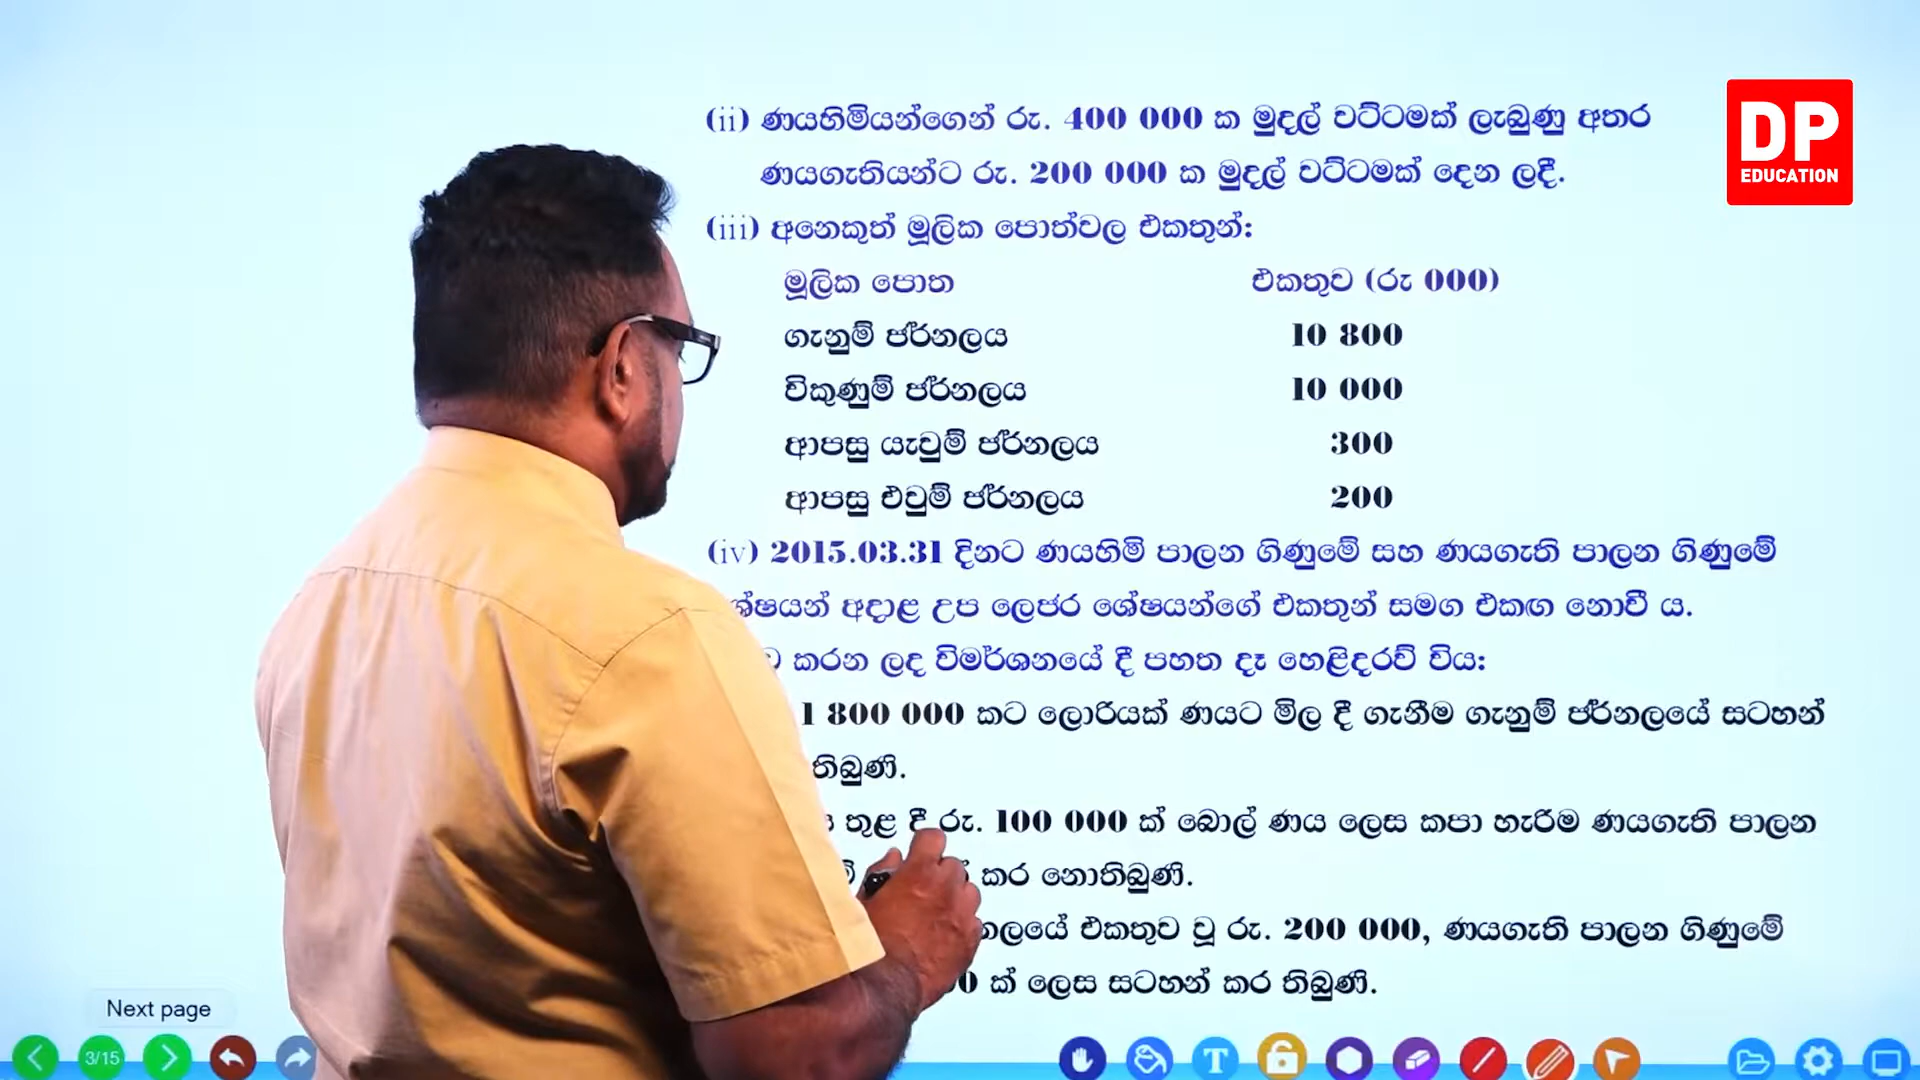 DP
EDUCATION
(ii) ණයහිමියන්ගෙන් රු. 400 000 ක මුදල් වට්ටමක් ලැබුණු අතර
ණයගැතියන්ට රු. 200 000 ක මුදල් වට්ටමක් දෙන ලදී.
(iii) අනෙකුත් මූලික පොත්වල එකතුන්:
මූලික පොත එකතුව (රු 000)
ගැනුම් ජර්නලය 10 800
විකුණුම් ජර්නලය 10 000
ආපසු යැවුම් ජර්නලය 300
ආපසු එවුම් ජර්නලය 200
(iv) 2015.03.31 දිනට ණයහිමි පාලන ගිණුමේ සහ ණයගැති පාලන ගිණුමේ
අදාළ උප ලෙජර ශේෂයන්ගේ එකතුන් සමග එකඟ නොවී ය.
කරන ලද විමර්ශනයේ දී පහත දෑ හෙළිදරව් විය:
1 800 000 කට ලොරියක් ණයට මිල දී ගැනීම ගැනුම් ජර්නලයේ සටහන්
තිබුණි.
තුළ දී රු. 100 000 ක් බොල් ණය ලෙස කපා හැරීම ණයගැති පාලන
කර නොතිබුණි.
එකතුව වූ රු. 200 000, ණයගැති පාලන ගිණුමේ
ක් ලෙස සටහන් කර තිබුණි.
Next page
3/15
T